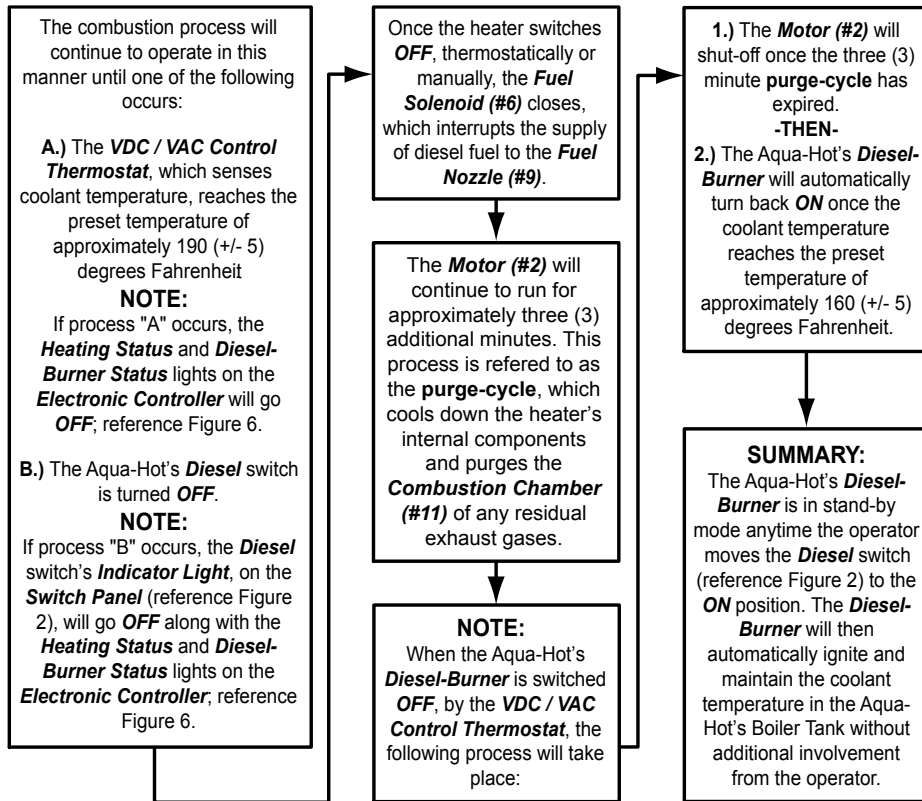 The combustion process will
continue to operate in this
manner until one of the following
occurs:
A.) The VDC / VAC Control
Thermostat, which senses
coolant temperature, reaches the
preset temperature of
approximately 190 (+/- 5)
degrees Fahrenheit
NOTE:
If process "A" occurs, the
Heating Status and Diesel-
Burner Status lights on the
Electronic Controller will go
OFF; reference Figure 6.
B.) The Aqua-Hot's Diesel switch
is turned OFF.
NOTE:
If process "B" occurs, the Diesel
switch's Indicator Light, on the
Switch Panel (reference Figure
2), will go OFF along with the
Heating Status and Diesel-
Burner Status lights on the
Electronic Controller; reference
Figure 6.
Once the heater switches
OFF, thermostatically or
manually, the Fuel
Solenoid (#6) closes,
which interrupts the supply
of diesel fuel to the Fuel
Nozzle (#9).
The Motor (#2) will
continue to run for
approximately three (3)
additional minutes. This
process is refered to as
the purge-cycle, which
cools down the heater's
internal components
and purges the
Combustion Chamber
(#11) of any residual
exhaust gases.
NOTE:
When the Aqua-Hot's
Diesel-Burner is switched
OFF, by the VDC / VAC
Control Thermostat, the
following process will take
place:
1.) The Motor (#2) will
shut-off once the three (3)
minute purge-cycle has
expired.
-THEN-
2.) The Aqua-Hot's Diesel-
Burner will automatically
turn back ON once the
coolant temperature
reaches the preset
temperature of
approximately 160 (+/- 5)
degrees Fahrenheit.
SUMMARY:
The Aqua-Hot's Diesel-
Burner is in stand-by
mode anytime the operator
moves the Diesel switch
(reference Figure 2) to the
ON position. The Diesel-
Burner will then
automatically ignite and
maintain the coolant
temperature in the Aqua-
Hot's Boiler Tank without
additional involvement
from the operator.